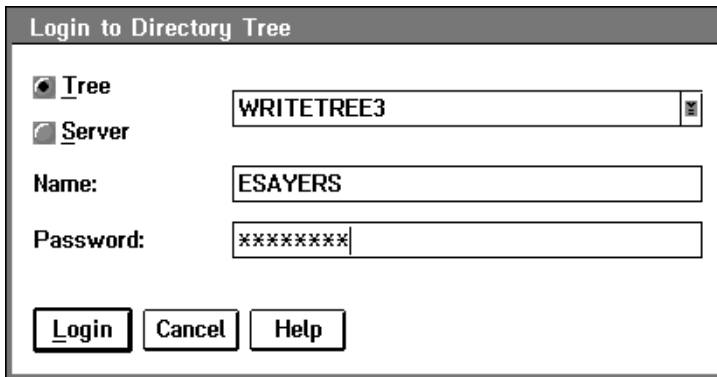 Login to Directory Tree
Tree
WRITETREE3
Server
Name: ESAYERS
Password: ********
Login Cancel Help